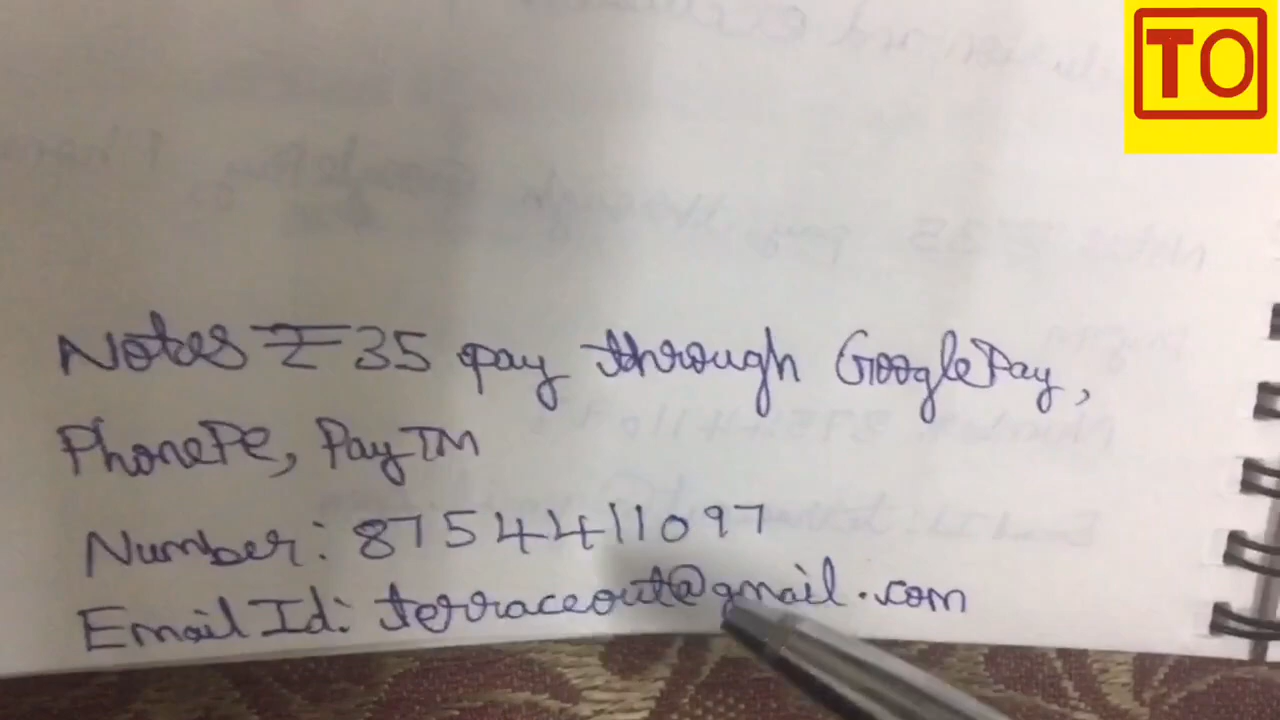 TO
Notes ₹35 pay through GooglePay,
PhonePe, PayTM
Number: 8754411097
Email Id: terraceout@gmail.com